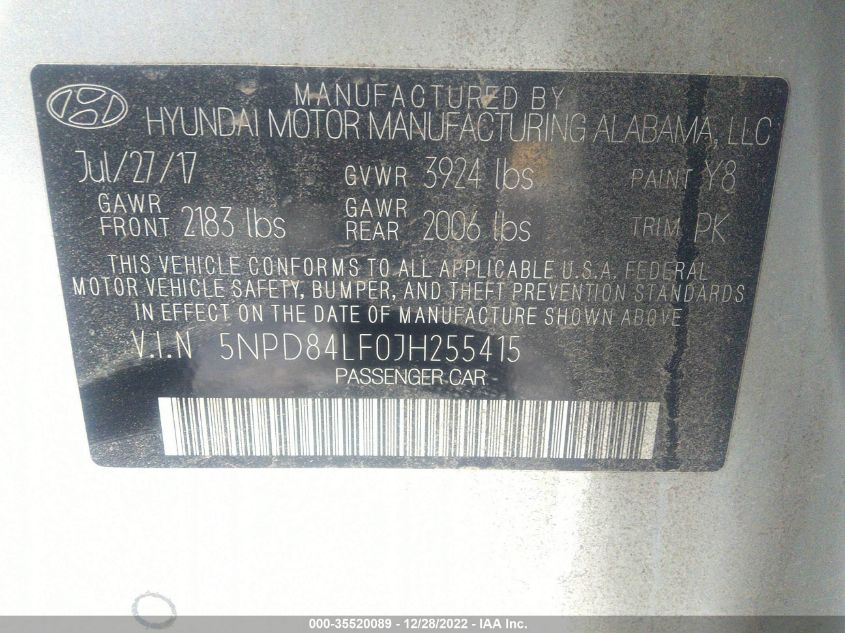 MANUFACTURED BY
HYUNDAI MOTOR MANUFACTURING ALABAMA, LLC
Jul/27/17 GVWR 3924 lbs PAINT Y8
GAWR FRONT 2183 lbs GAWR REAR 2006 lbs TRIM PK
THIS VEHICLE CONFORMS TO ALL APPLICABLE U.S.A. FEDERAL
MOTOR VEHICLE SAFETY, BUMPER, AND THEFT PREVENTION STANDARDS
IN EFFECT ON THE DATE OF MANUFACTURE SHOWN ABOVE.
V.I.N 5NPD84LF0JH255415
PASSENGER CAR
000-35520089 - 12/28/2022 - IAA Inc.